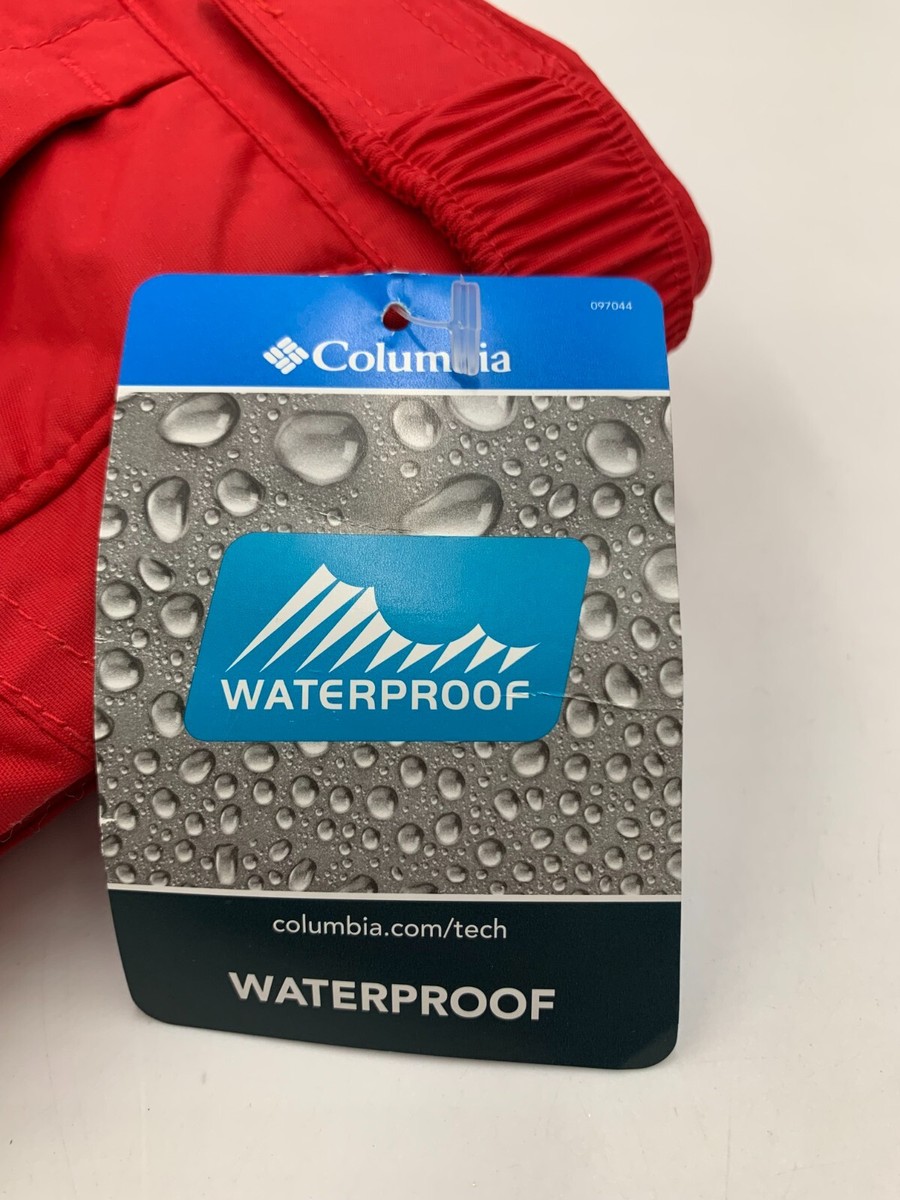 097044
Columbia
WATERPROOF
columbia.com/tech
WATERPROOF